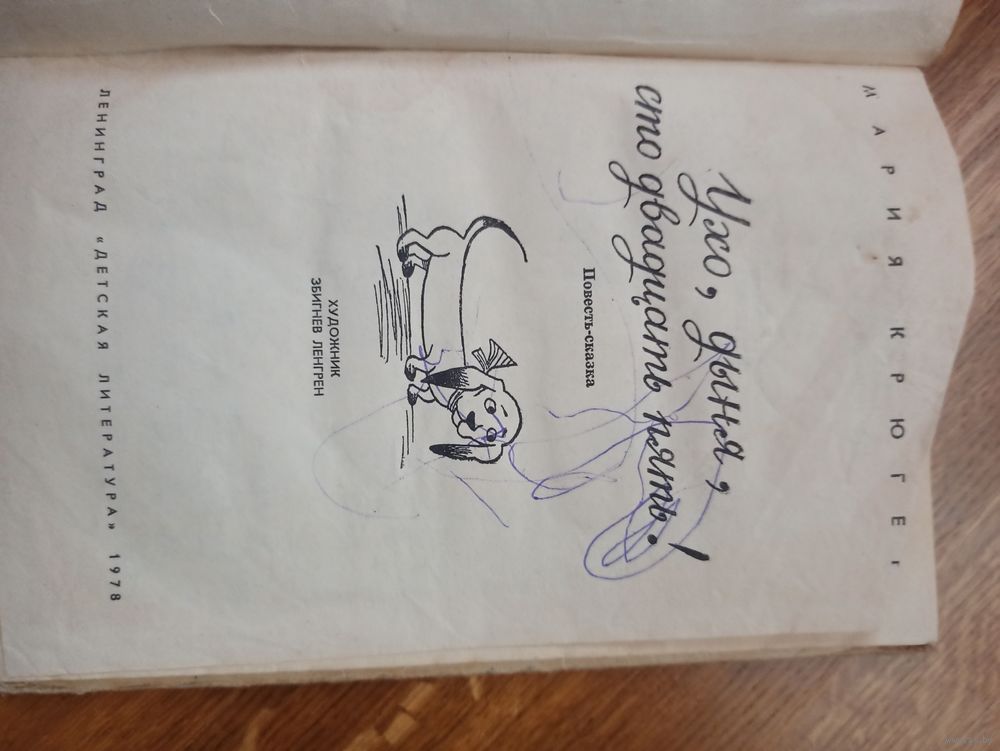 МАРИЯ КРЮГЕР
Ухо, дыня,
сто двадцать пять!
Повесть-сказка
ХУДОЖНИК
ЗБИГНЕВ ЛЕНГРЕН
ЛЕНИНГРАД «ДЕТСКАЯ ЛИТЕРАТУРА» 1978